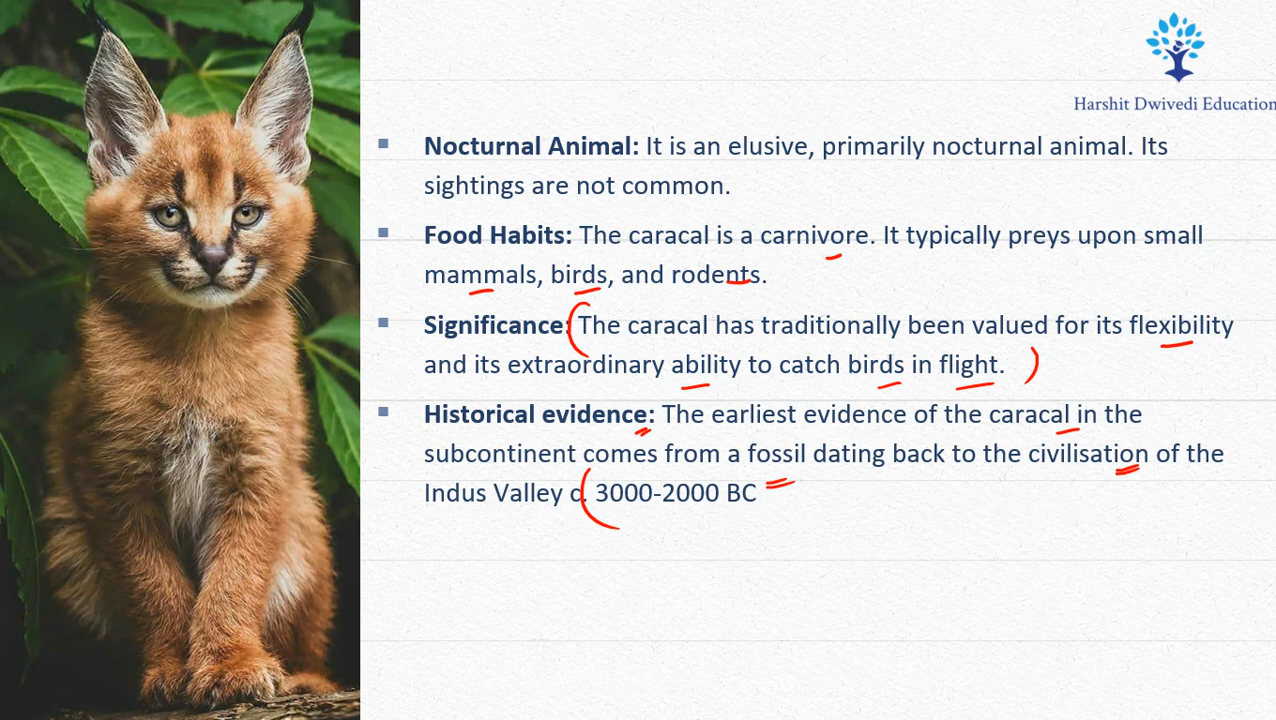 Harshit Dwivedi Education
Nocturnal Animal: It is an elusive, primarily nocturnal animal. Its
sightings are not common.
Food Habits: The caracal is a carnivore. It typically preys upon small
mammals, birds, and rodents.
Significance: The caracal has traditionally been valued for its flexibility
and its extraordinary ability to catch birds in flight.
Historical evidence: The earliest evidence of the caracal in the
subcontinent comes from a fossil dating back to the civilisation of the
Indus Valley c. 3000-2000 BC